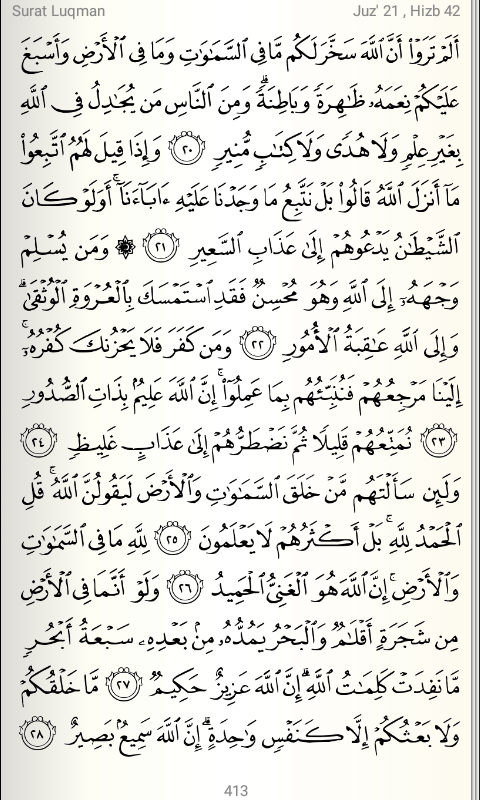 Surat Luqman Juz' 21 , Hizb 42
أَلَمْ تَرَوْا۟ أَنَّ ٱللَّهَ سَخَّرَ لَكُم مَّا فِى ٱلسَّمَـٰوَٰتِ وَمَا فِى ٱلْأَرْضِ وَأَسْبَغَ
عَلَيْكُمْ نِعَمَهُۥ ظَـٰهِرَةً وَبَاطِنَةً ۗ وَمِنَ ٱلنَّاسِ مَن يُجَـٰدِلُ فِى ٱللَّهِ
بِغَيْرِ عِلْمٍ وَلَا هُدًى وَلَا كِتَـٰبٍ مُّنِيرٍ ٢٠ وَإِذَا قِيلَ لَهُمُ ٱتَّبِعُوا۟
مَآ أَنزَلَ ٱللَّهُ قَالُوا۟ بَلْ نَتَّبِعُ مَا وَجَدْنَا عَلَيْهِ ءَابَآءَنَآ ۚ أَوَلَوْ كَانَ
ٱلشَّيْطَـٰنُ يَدْعُوهُمْ إِلَىٰ عَذَابِ ٱلسَّعِيرِ ٢١ ۞ وَمَن يُسْلِمْ
وَجْهَهُۥٓ إِلَى ٱللَّهِ وَهُوَ مُحْسِنٌ فَقَدِ ٱسْتَمْسَكَ بِٱلْعُرْوَةِ ٱلْوُثْقَىٰ ۗ
وَإِلَى ٱللَّهِ عَـٰقِبَةُ ٱلْأُمُورِ ٢٢ وَمَن كَفَرَ فَلَا يَحْزُنكَ كُفْرُهُۥٓ ۚ
إِلَيْنَا مَرْجِعُهُمْ فَنُنَبِّئُهُم بِمَا عَمِلُوٓا۟ ۚ إِنَّ ٱللَّهَ عَلِيمٌۢ بِذَاتِ ٱلصُّدُورِ
٢٣ نُمَتِّعُهُمْ قَلِيلًا ثُمَّ نَضْطَرُّهُمْ إِلَىٰ عَذَابٍ غَلِيظٍ ٢٤
وَلَئِن سَأَلْتَهُم مَّنْ خَلَقَ ٱلسَّمَـٰوَٰتِ وَٱلْأَرْضَ لَيَقُولُنَّ ٱللَّهُ ۚ قُلِ
ٱلْحَمْدُ لِلَّهِ ۚ بَلْ أَكْثَرُهُمْ لَا يَعْلَمُونَ ٢٥ لِلَّهِ مَا فِى ٱلسَّمَـٰوَٰتِ
وَٱلْأَرْضِ ۚ إِنَّ ٱللَّهَ هُوَ ٱلْغَنِىُّ ٱلْحَمِيدُ ٢٦ وَلَوْ أَنَّمَا فِى ٱلْأَرْضِ
مِن شَجَرَةٍ أَقْلَـٰمٌ وَٱلْبَحْرُ يَمُدُّهُۥ مِنۢ بَعْدِهِۦ سَبْعَةُ أَبْحُرٍ
مَّا نَفِدَتْ كَلِمَـٰتُ ٱللَّهِ ۗ إِنَّ ٱللَّهَ عَزِيزٌ حَكِيمٌ ٢٧ مَّا خَلْقُكُمْ
وَلَا بَعْثُكُمْ إِلَّا كَنَفْسٍ وَٰحِدَةٍ ۗ إِنَّ ٱللَّهَ سَمِيعٌۢ بَصِيرٌ ٢٨
413